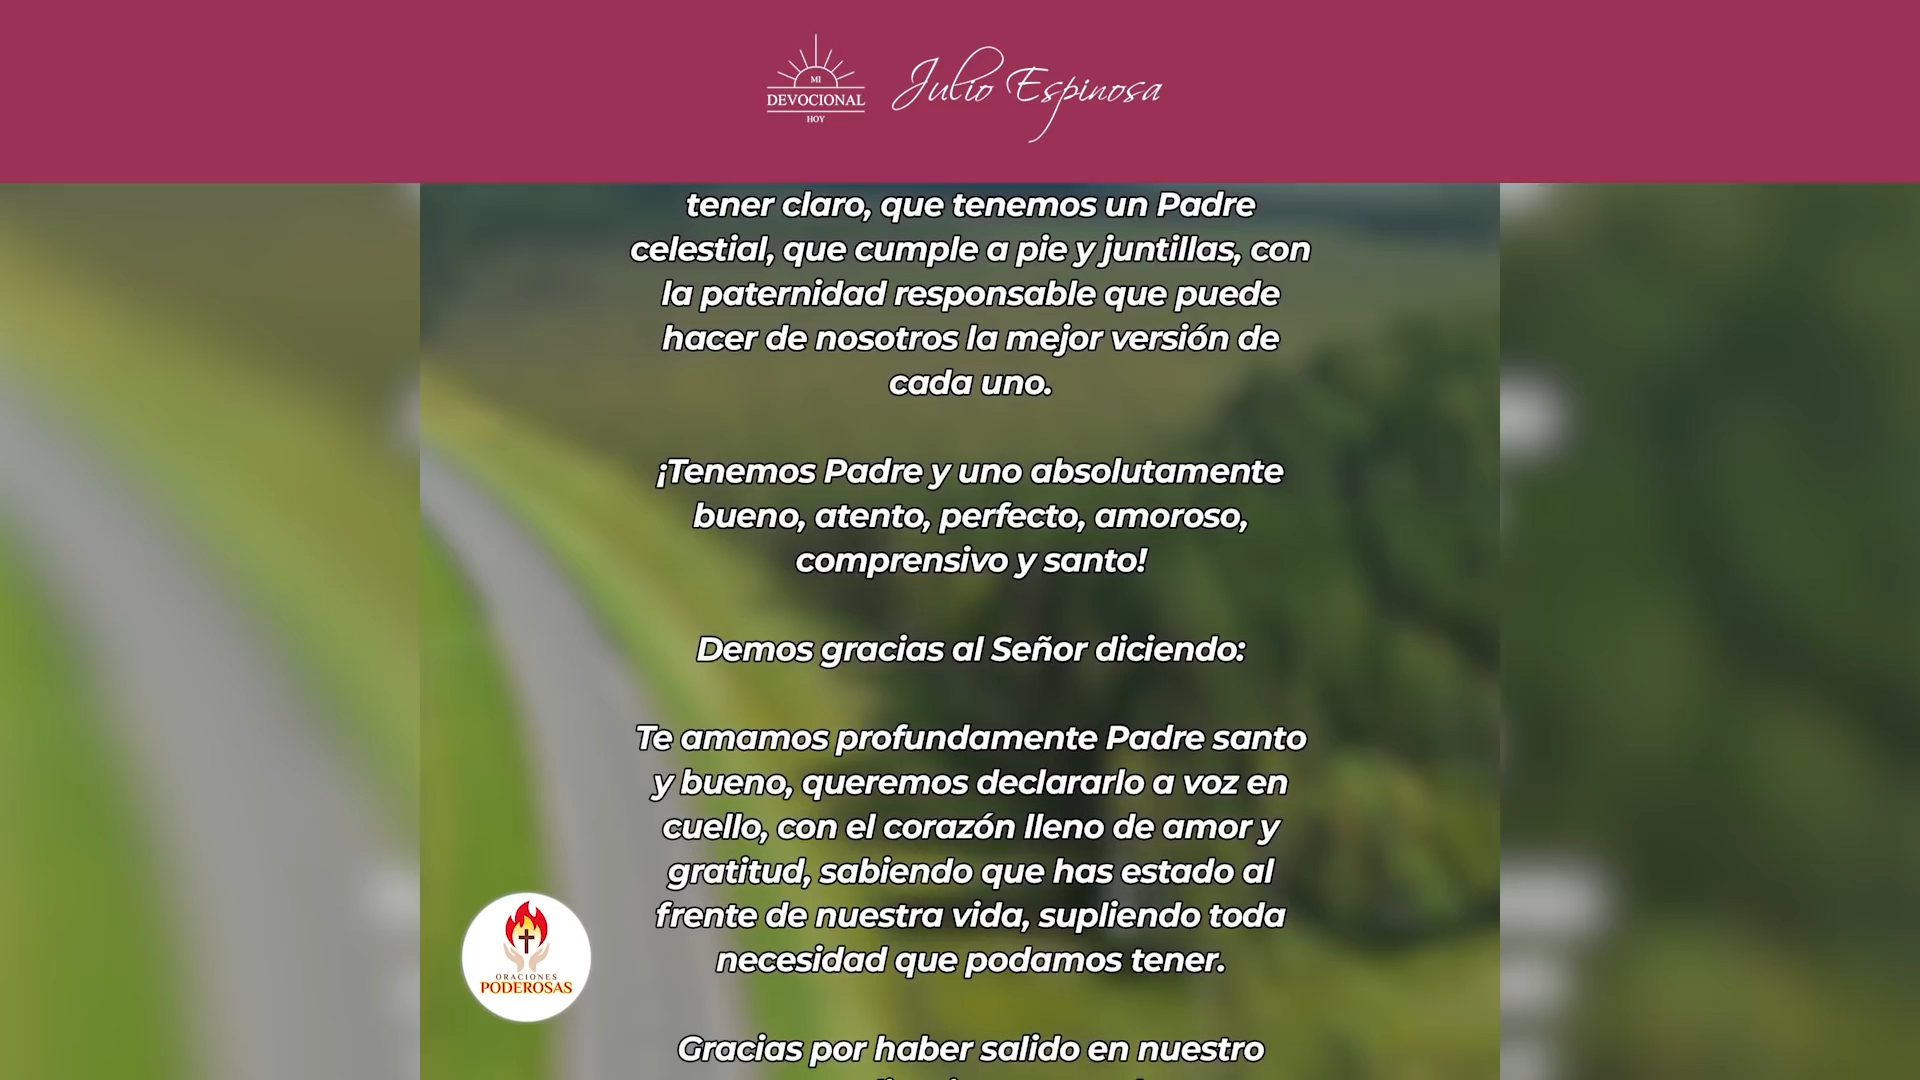 MI
DEVOCIONAL
HOY
Julio Espinosa
tener claro, que tenemos un Padre
celestial, que cumple a pie y juntillas, con
la paternidad responsable que puede
hacer de nosotros la mejor versión de
cada uno.
¡Tenemos Padre y uno absolutamente
bueno, atento, perfecto, amoroso,
comprensivo y santo!
Demos gracias al Señor diciendo:
Te amamos profundamente Padre santo
y bueno, queremos declararlo a voz en
cuello, con el corazón lleno de amor y
gratitud, sabiendo que has estado al
frente de nuestra vida, supliendo toda
necesidad que podamos tener.
Gracias por haber salido en nuestro
ORACIONES
PODEROSAS